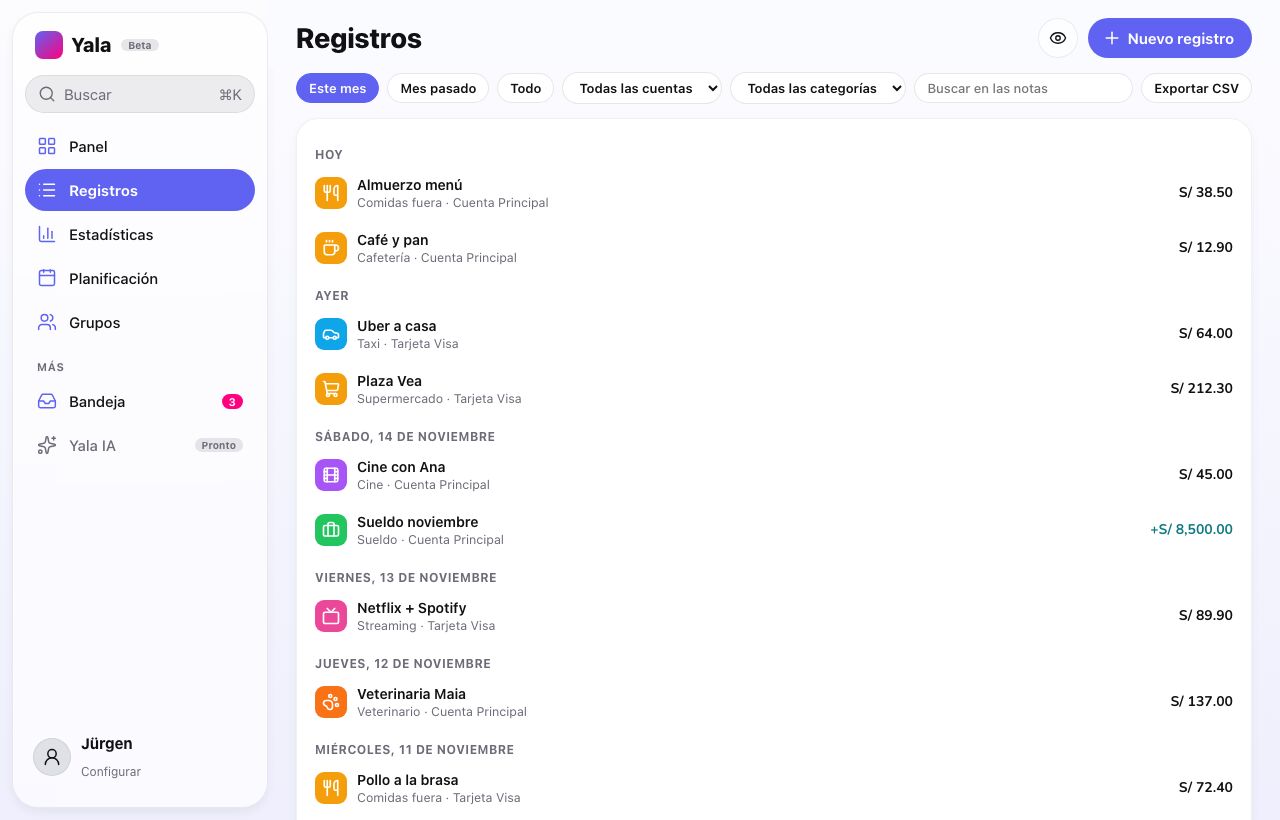 Yala Beta
Buscar ⌘K
Panel
Registros
Estadísticas
Planificación
Grupos
MÁS
Bandeja 3
Yala IA Pronto
Jürgen
Configurar
Registros
Nuevo registro
Este mes Mes pasado Todo Todas las cuentas Todas las categorías Buscar en las notas Exportar CSV
HOY
Almuerzo menú S/ 38.50
Comidas fuera · Cuenta Principal
Café y pan S/ 12.90
Cafetería · Cuenta Principal
AYER
Uber a casa S/ 64.00
Taxi · Tarjeta Visa
Plaza Vea S/ 212.30
Supermercado · Tarjeta Visa
SÁBADO, 14 DE NOVIEMBRE
Cine con Ana S/ 45.00
Cine · Cuenta Principal
Sueldo noviembre +S/ 8,500.00
Sueldo · Cuenta Principal
VIERNES, 13 DE NOVIEMBRE
Netflix + Spotify S/ 89.90
Streaming · Tarjeta Visa
JUEVES, 12 DE NOVIEMBRE
Veterinaria Maia S/ 137.00
Veterinario · Cuenta Principal
MIÉRCOLES, 11 DE NOVIEMBRE
Pollo a la brasa S/ 72.40
Comidas fuera · Tarjeta Visa